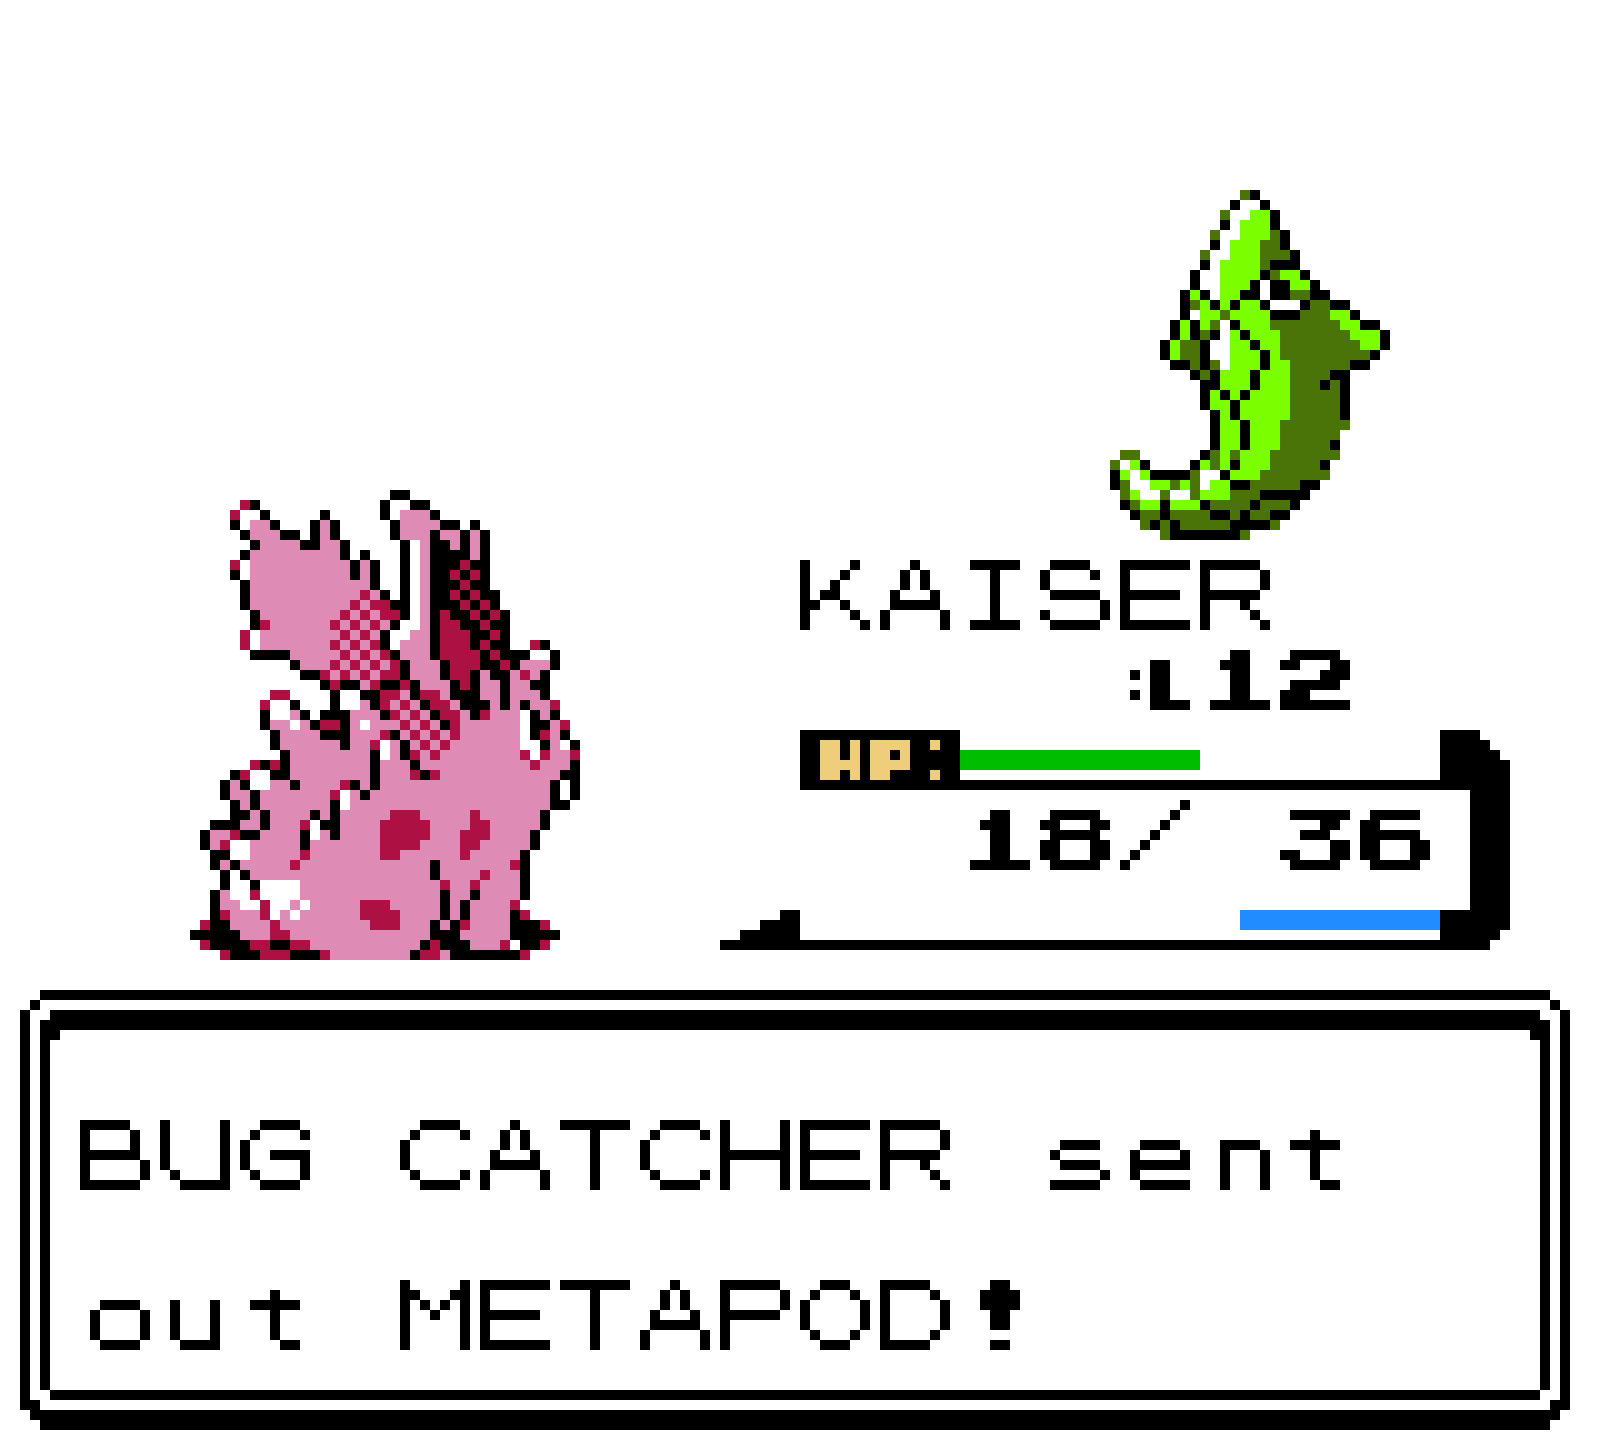 KAISER
:L12
HP:
18/ 36
BUG CATCHER sent
out METAPOD!